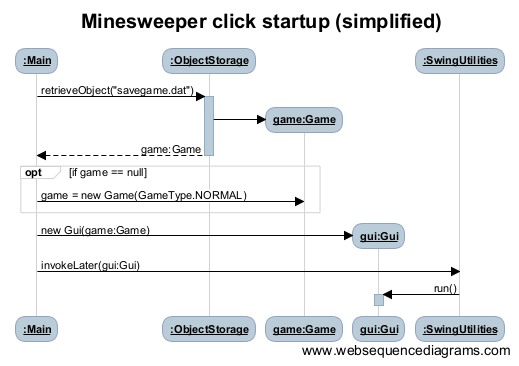 Minesweeper click startup (simplified)
:Main
:ObjectStorage
:SwingUtilities
retrieveObject("savegame.dat")
game:Game
game:Game
opt
[if game == null]
game = new Game(GameType.NORMAL)
new Gui(game:Game)
gui:Gui
invokeLater(gui:Gui)
run()
:Main
:ObjectStorage
game:Game
gui:Gui
:SwingUtilities
www.websequencediagrams.com